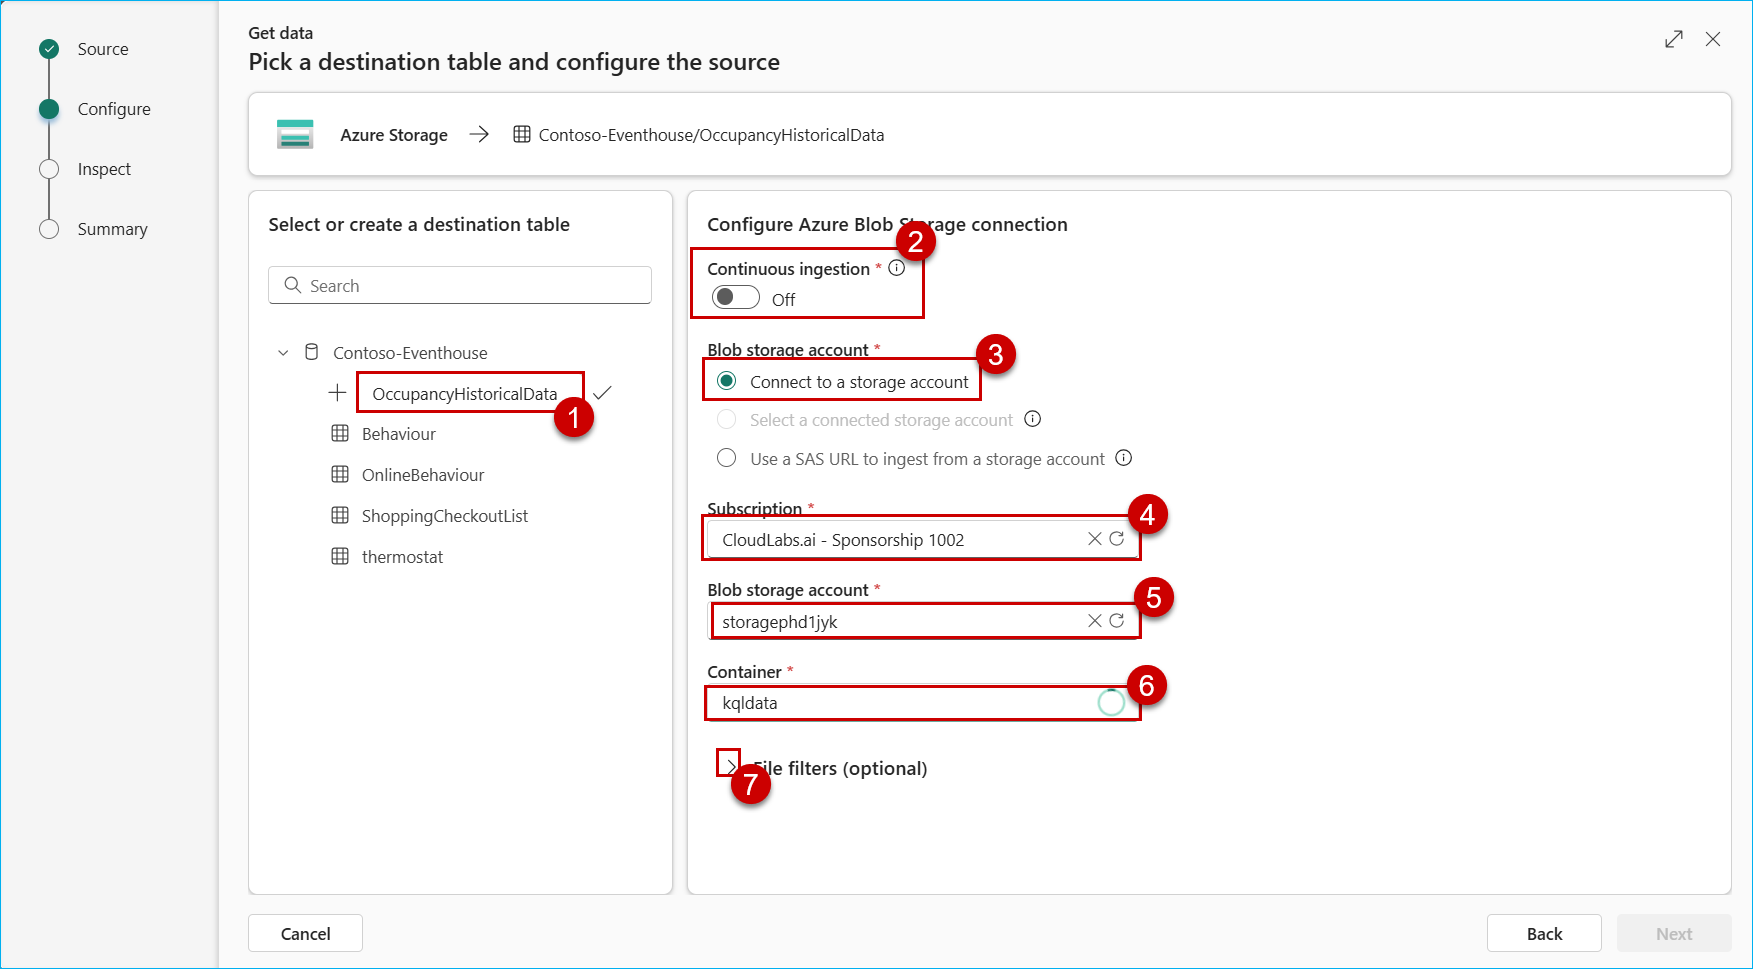 Source
Configure
Inspect
Summary
Get data
Pick a destination table and configure the source
Azure Storage
Contoso-Eventhouse/OccupancyHistoricalData
Select or create a destination table
Search
Contoso-Eventhouse
OccupancyHistoricalData
1
Behaviour
OnlineBehaviour
ShoppingCheckoutList
thermostat
Configure Azure Blob Storage connection
2
Continuous ingestion *
Off
Blob storage account *
3
Connect to a storage account
Select a connected storage account
Use a SAS URL to ingest from a storage account
Subscription *
4
CloudLabs.ai - Sponsorship 1002
Blob storage account *
5
storagephd1jyk
Container *
6
kqldata
File filters (optional)
7
Cancel
Back
Next